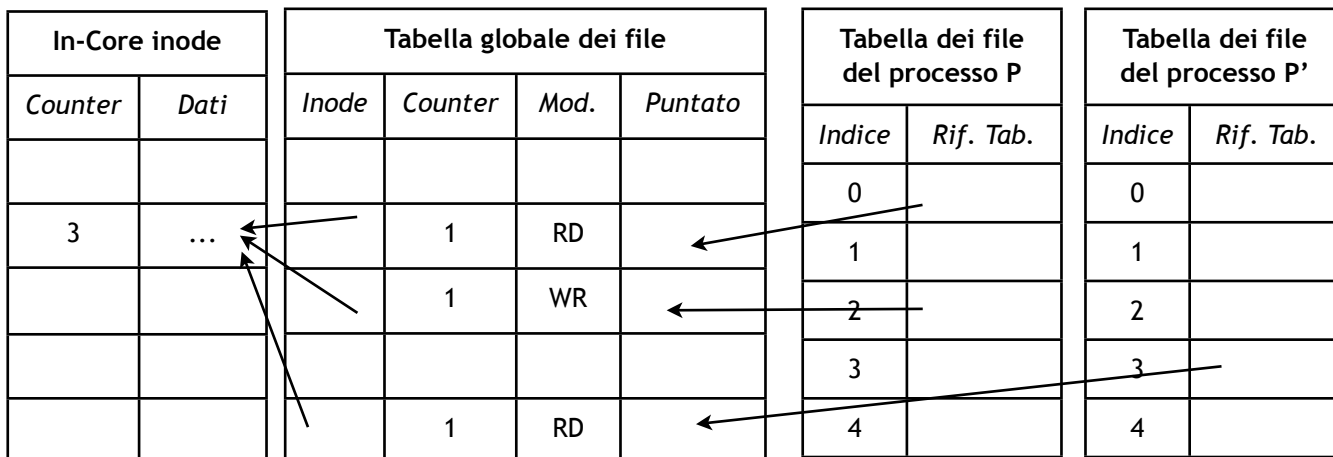 In-Core inode
Counter Dati
3 ...
Tabella globale dei file
Inode Counter Mod. Puntato
1 RD
1 WR
1 RD
Tabella dei file
del processo P
Indice Rif. Tab.
0
1
2
3
4
Tabella dei file
del processo P’
Indice Rif. Tab.
0
1
2
3
4